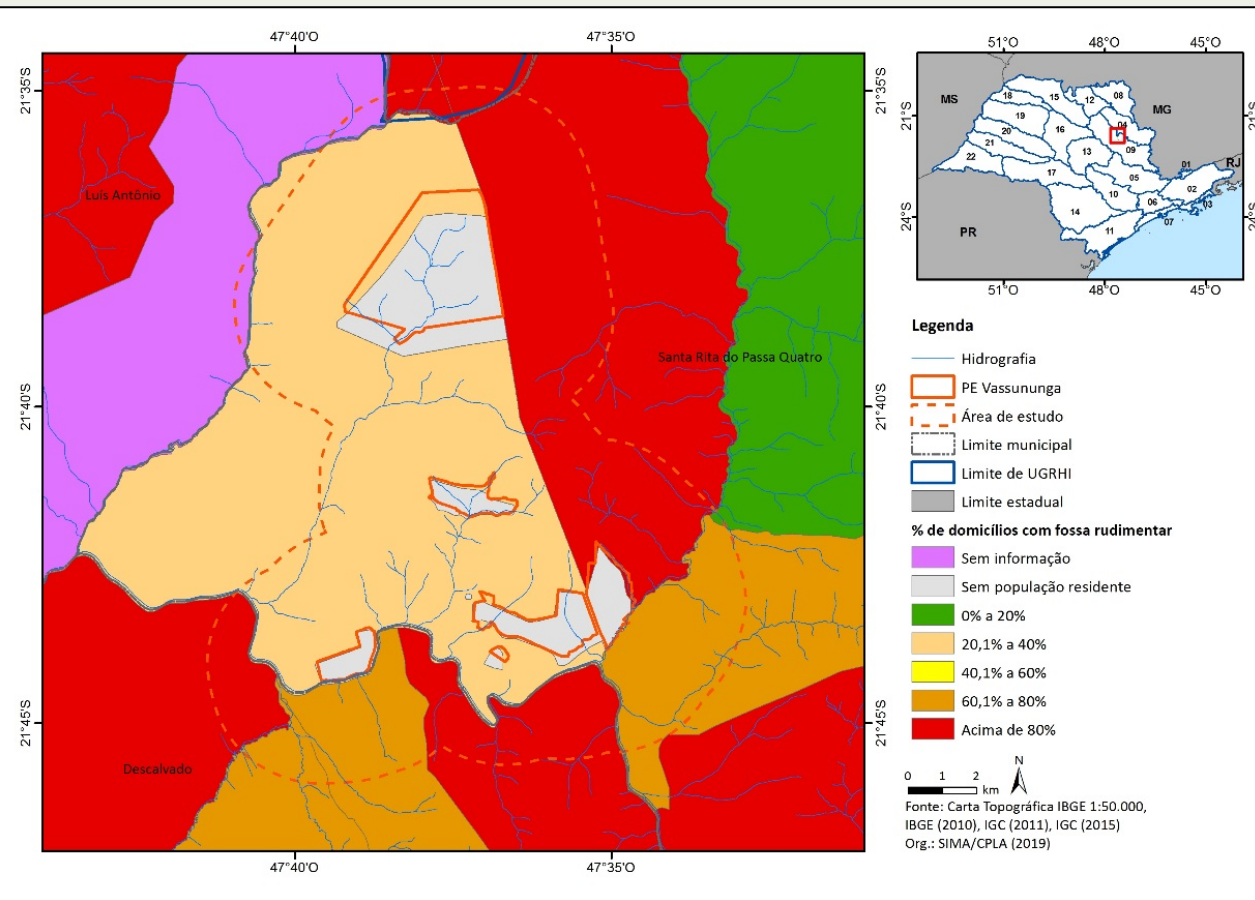 47°40'O
47°35'O
21°35'S
21°35'S
21°40'S
21°40'S
21°45'S
21°45'S
47°40'O
47°35'O
Luís Antônio
Santa Rita do Passa Quatro
Descalvado
51°O
48°O
45°O
21°S
21°S
24°S
24°S
51°O
48°O
45°O
MS
MG
RJ
PR
18
15
12
08
19
04
20
16
21
13
09
22
17
05
01
10
02
06
03
14
07
11
Legenda
Hidrografia
PE Vassununga
Área de estudo
Limite municipal
Limite de UGRHI
Limite estadual
% de domicílios com fossa rudimentar
Sem informação
Sem população residente
0% a 20%
20,1% a 40%
40,1% a 60%
60,1% a 80%
Acima de 80%
N
0 1 2
km
Fonte: Carta Topográfica IBGE 1:50.000,
IBGE (2010), IGC (2011), IGC (2015)
Org.: SIMA/CPLA (2019)